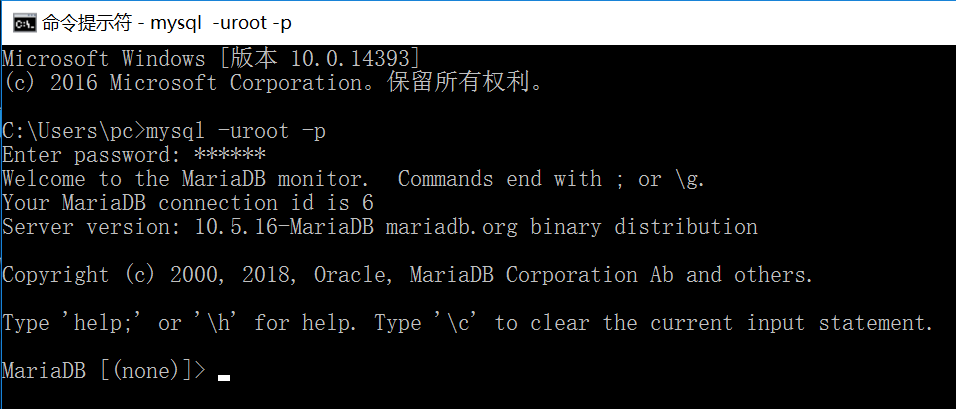 命令提示符 - mysql  -uroot -p
Microsoft Windows [版本 10.0.14393]
(c) 2016 Microsoft Corporation。保留所有权利。
C:\Users\pc>mysql -uroot -p
Enter password: ******
Welcome to the MariaDB monitor.  Commands end with ; or \g.
Your MariaDB connection id is 6
Server version: 10.5.16-MariaDB mariadb.org binary distribution
Copyright (c) 2000, 2018, Oracle, MariaDB Corporation Ab and others.
Type 'help;' or '\h' for help. Type '\c' to clear the current input statement.
MariaDB [(none)]>